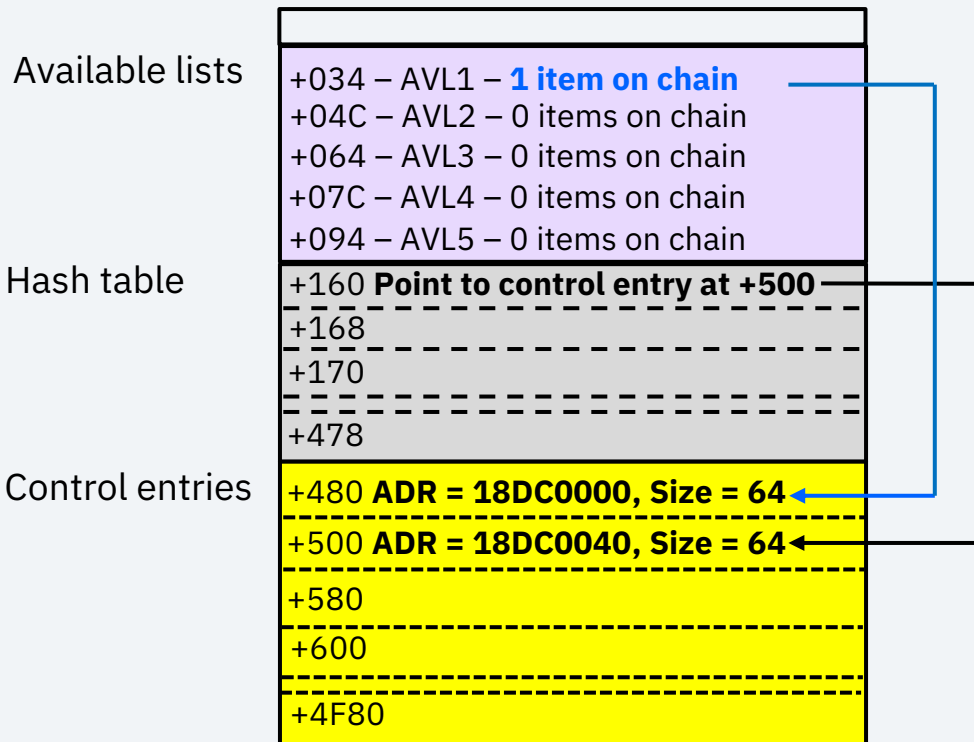 Available lists
+034 – AVL1 – 1 item on chain
+04C – AVL2 – 0 items on chain
+064 – AVL3 – 0 items on chain
+07C – AVL4 – 0 items on chain
+094 – AVL5 – 0 items on chain
Hash table
+160 Point to control entry at +500
+168
+170
+478
Control entries
+480 ADR = 18DC0000, Size = 64
+500 ADR = 18DC0040, Size = 64
+580
+600
+4F80